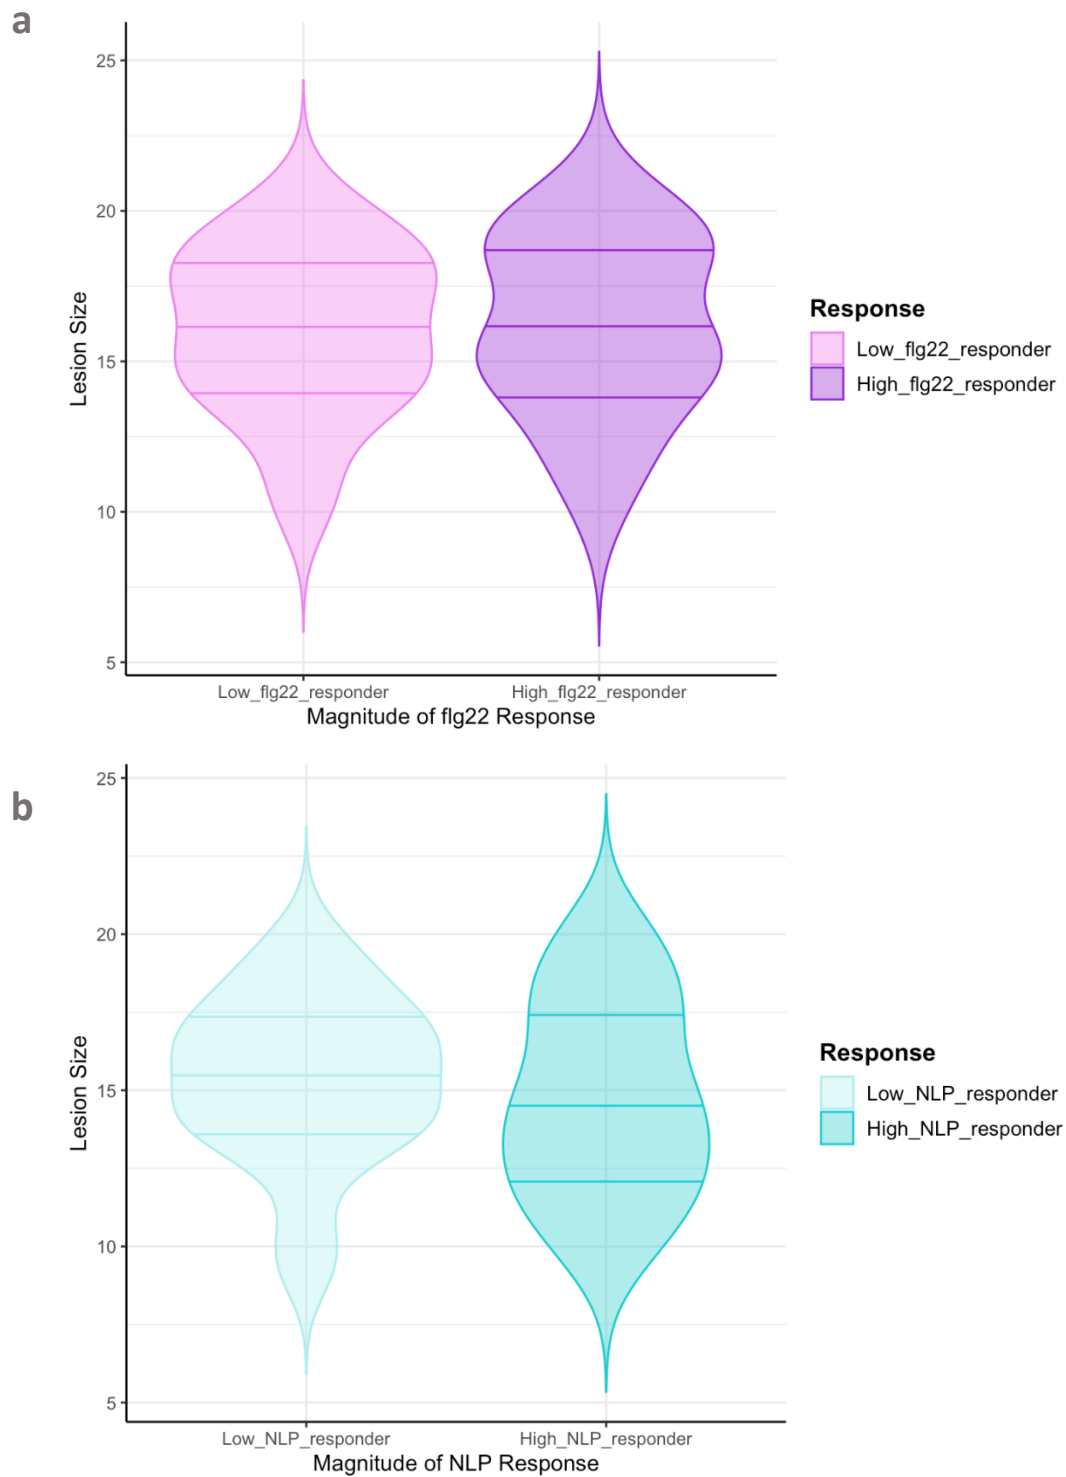 a
25
20
15
10
5
Lesion Size
Low_flg22_responder
High_flg22_responder
Magnitude of flg22 Response
Response
Low_flg22_responder
High_flg22_responder
b
25
20
15
10
5
Lesion Size
Low_NLP_responder
High_NLP_responder
Magnitude of NLP Response
Response
Low_NLP_responder
High_NLP_responder